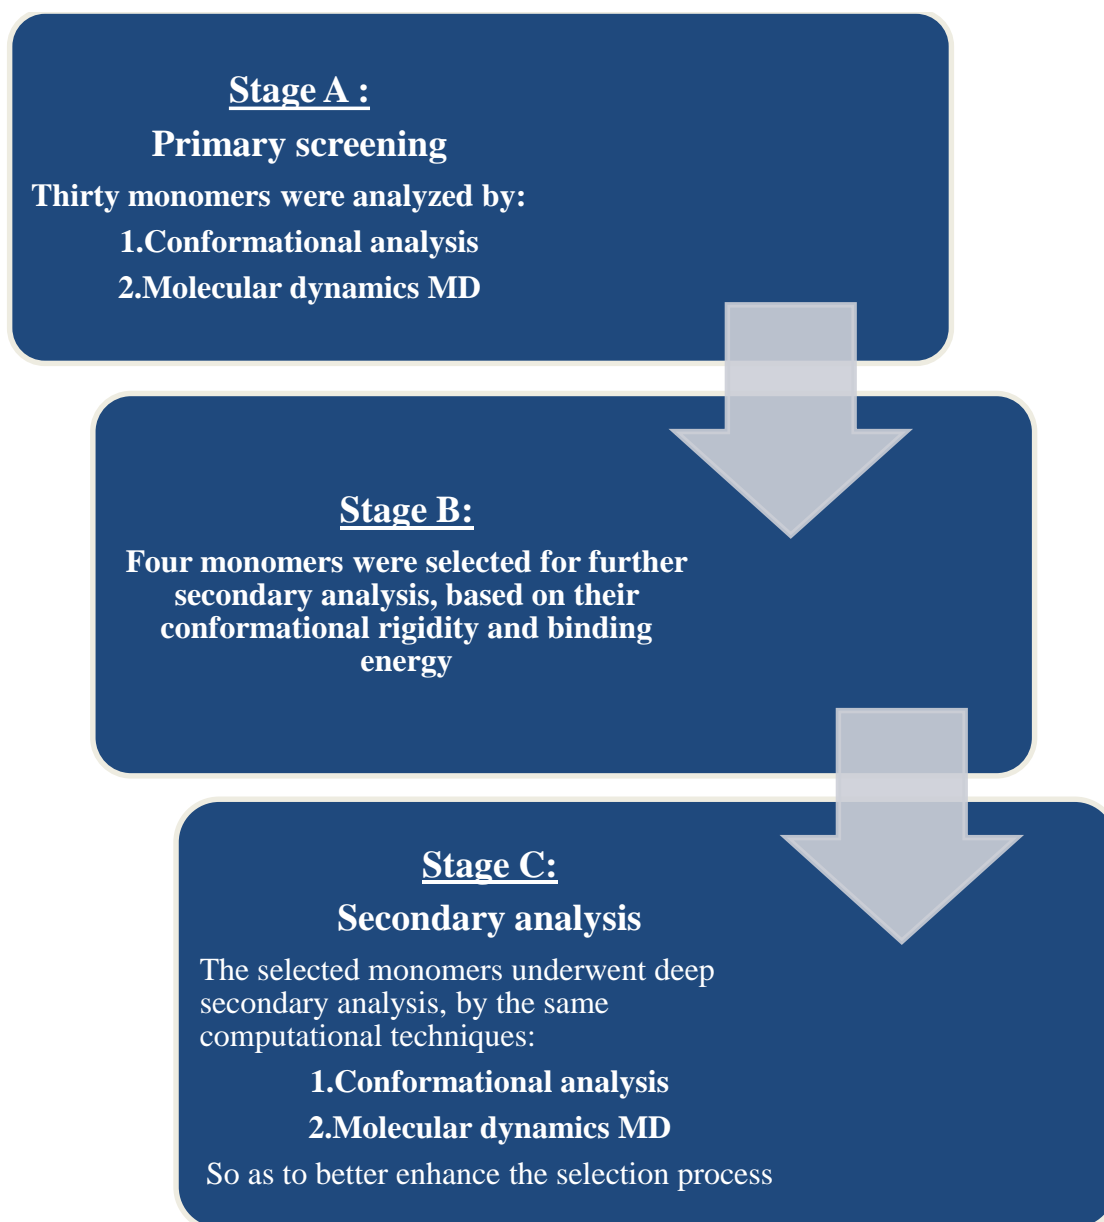 Stage A :
Primary screening
Thirty monomers were analyzed by:
1.Conformational analysis
2.Molecular dynamics MD
Stage B:
Four monomers were selected for further
secondary analysis, based on their
conformational rigidity and binding
energy
Stage C:
Secondary analysis
The selected monomers underwent deep
secondary analysis, by the same
computational techniques:
1.Conformational analysis
2.Molecular dynamics MD
So as to better enhance the selection process